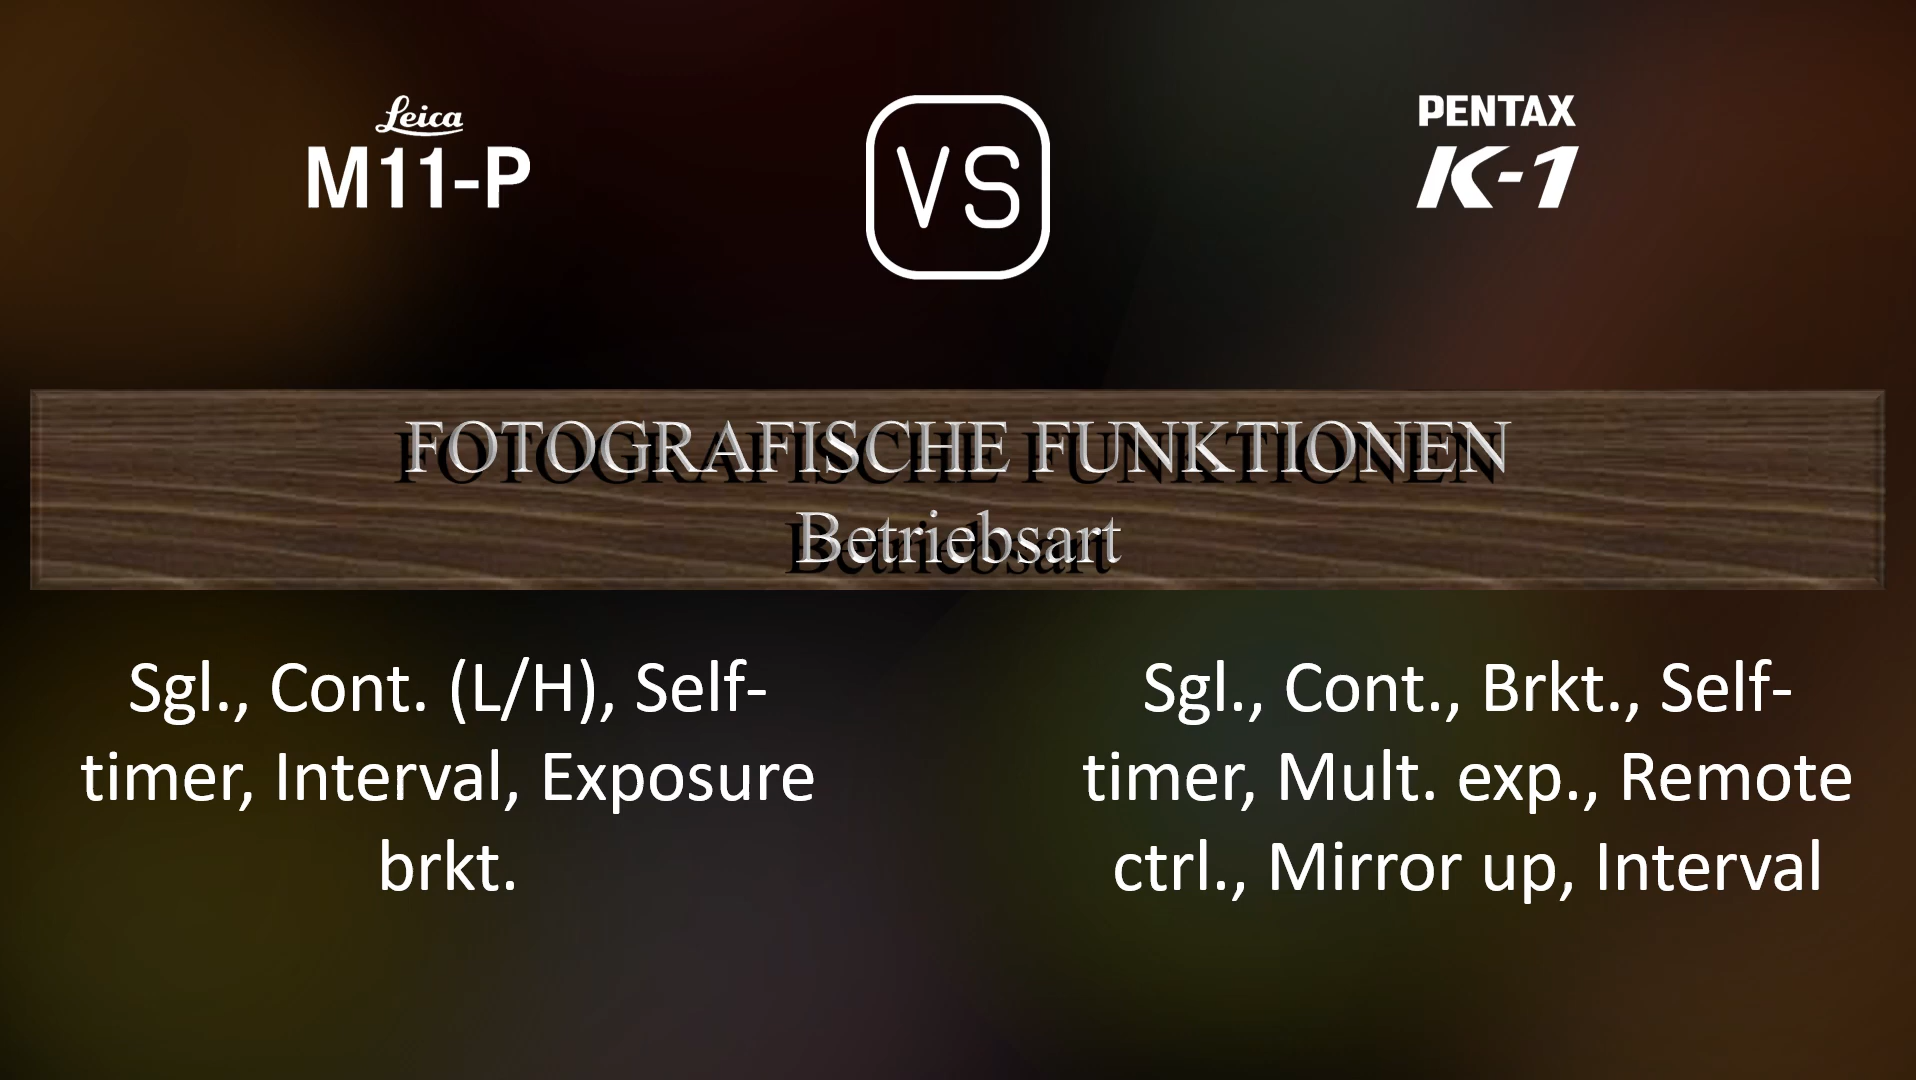 Leica
M11-P
VS
PENTAX
K-1
FOTOGRAFISCHE FUNKTIONEN
Betriebsart
Sgl., Cont. (L/H), Self-
timer, Interval, Exposure
brkt.
Sgl., Cont., Brkt., Self-
timer, Mult. exp., Remote
ctrl., Mirror up, Interval